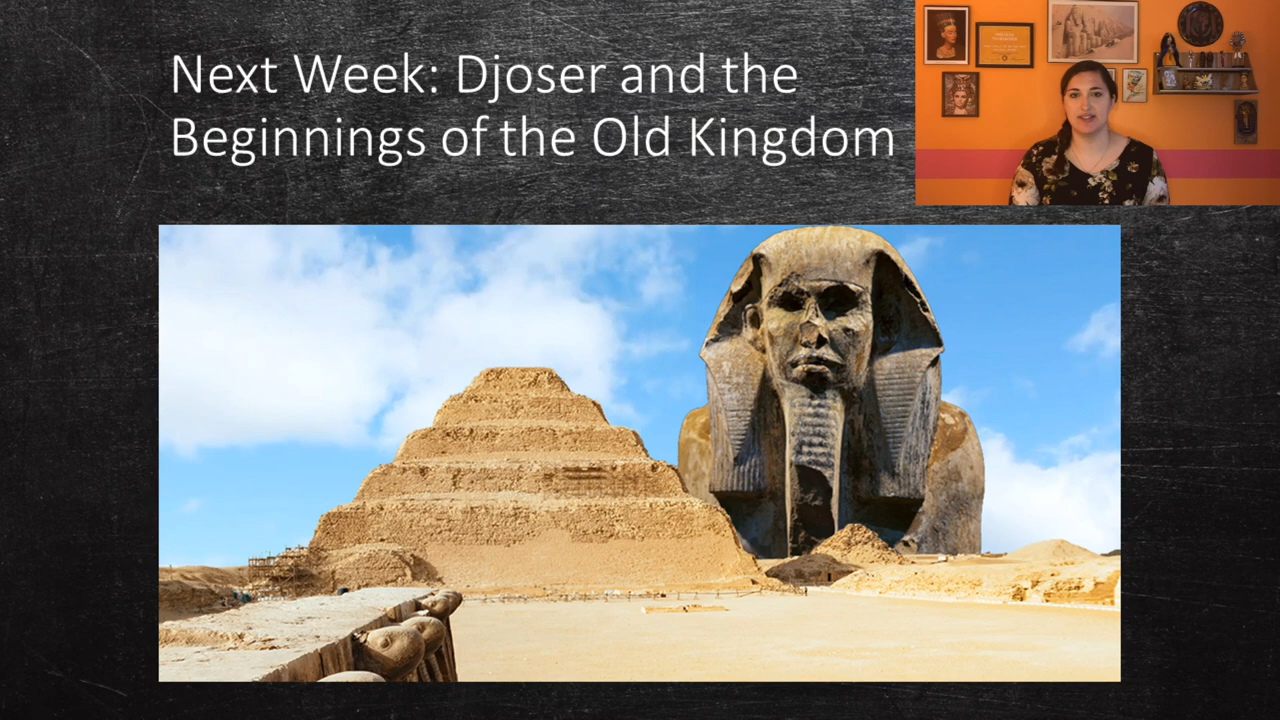 Next Week: Djoser and the
Beginnings of the Old Kingdom